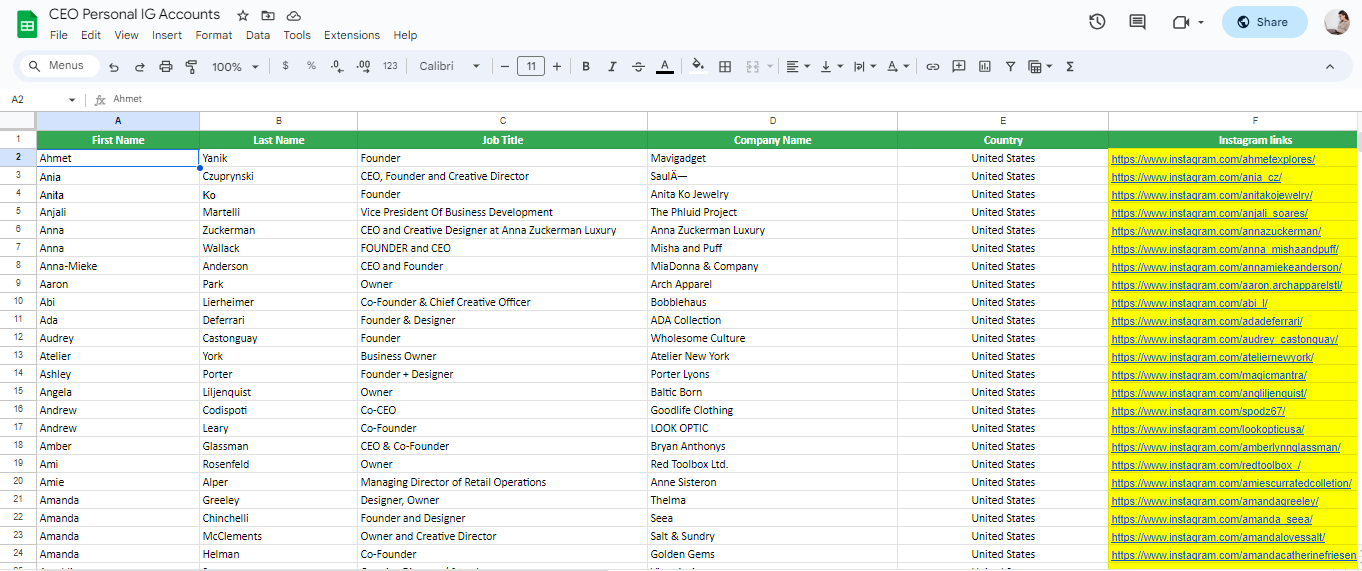 CEO Personal IG Accounts
File Edit View Insert Format Data Tools Extensions Help
Share
Menus 100% $ % .0 .00 123 Calibri 11 B I A
A2 fx Ahmet
A B C D E F
1 First Name Last Name Job Title Company Name Country Instagram links
2 Ahmet Yanik Founder Mavigadget United States https://www.instagram.com/ahmetexplores/
3 Ania Czuprynski CEO, Founder and Creative Director SaulÄ— United States https://www.instagram.com/ania_cz/
4 Anita Ko Founder Anita Ko Jewelry United States https://www.instagram.com/anitakojewelry/
5 Anjali Martelli Vice President Of Business Development The Phluid Project United States https://www.instagram.com/anjali_soares/
6 Anna Zuckerman CEO and Creative Designer at Anna Zuckerman Luxury Anna Zuckerman Luxury United States https://www.instagram.com/annazuckerman/
7 Anna Wallack FOUNDER and CEO Misha and Puff United States https://www.instagram.com/anna_mishaandpuff/
8 Anna-Mieke Anderson CEO and Founder MiaDonna & Company United States https://www.instagram.com/annamiekeanderson/
9 Aaron Park Owner Arch Apparel United States https://www.instagram.com/aaron.archapparelstl/
10 Abi Lierheimer Co-Founder & Chief Creative Officer Bobblehaus United States https://www.instagram.com/abi_l/
11 Ada Deferrari Founder & Designer ADA Collection United States https://www.instagram.com/adadeferrari/
12 Audrey Castonguay Founder Wholesome Culture United States https://www.instagram.com/audrey_castonguay/
13 Atelier York Business Owner Atelier New York United States https://www.instagram.com/ateliernewyork/
14 Ashley Porter Founder + Designer Porter Lyons United States https://www.instagram.com/magicmantra/
15 Angela Liljenquist Owner Baltic Born United States https://www.instagram.com/angliljenquist/
16 Andrew Codispoti Co-CEO Goodlife Clothing United States https://www.instagram.com/spodz67/
17 Andrew Leary Co-Founder LOOK OPTIC United States https://www.instagram.com/lookopticusa/
18 Amber Glassman CEO & Co-Founder Bryan Anthonys United States https://www.instagram.com/amberlynnglassman/
19 Ami Rosenfeld Owner Red Toolbox Ltd. United States https://www.instagram.com/redtoolbox_/
20 Amie Alper Managing Director of Retail Operations Anne Sisteron United States https://www.instagram.com/amiescurratedcolletion/
21 Amanda Greeley Designer, Owner Thelma United States https://www.instagram.com/amandagreeley/
22 Amanda Chinchelli Founder and Designer Seea United States https://www.instagram.com/amanda_seea/
23 Amanda McClements Owner and Creative Director Salt & Sundry United States https://www.instagram.com/amandalovessalt/
24 Amanda Helman Co-Founder Golden Gems United States https://www.instagram.com/amandacatherinefriesen